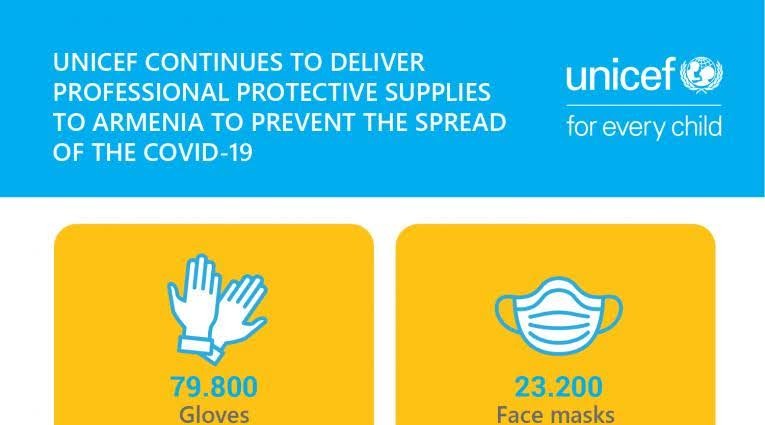 UNICEF CONTINUES TO DELIVER
PROFESSIONAL PROTECTIVE SUPPLIES
TO ARMENIA TO PREVENT THE SPREAD
OF THE COVID-19
unicef
for every child
79.800
Gloves
23.200
Face masks